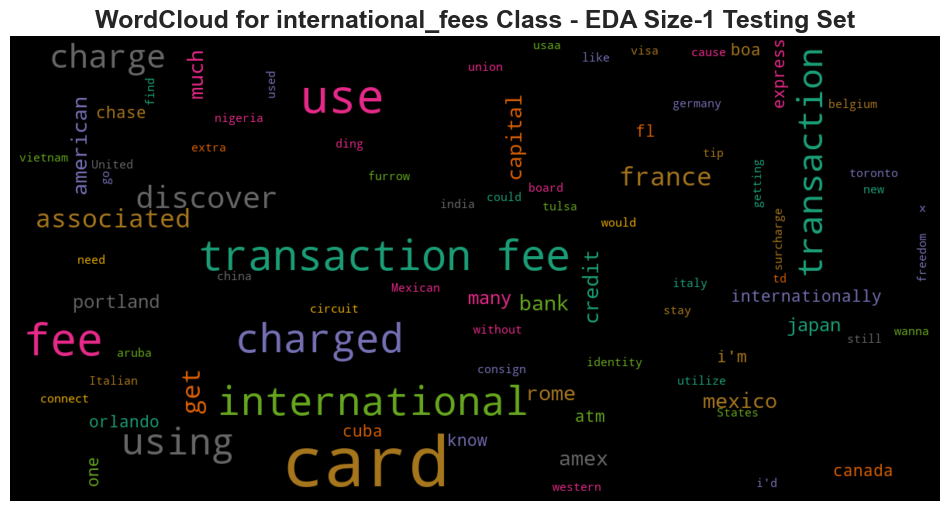 WordCloud for international_fees Class - EDA Size-1 Testing Set
charge
much
find
used
use
usaa
union
like
visa
cause
boa
express
transaction
american
chase
nigeria
extra
ding
capital
germany
fl
belgium
vietnam
United
go
furrow
tip
france
getting
toronto
new
discover
india
could
board
tulsa
x
associated
would
surcharge
freedom
need
transaction fee
china
credit
td
italy
Mexican
internationally
portland
circuit
many
bank
stay
fee
aruba
charged
without
japan
still
wanna
i'm
identity
consign
Italian
connect
get
international
rome
utilize
mexico
States
orlando
using
cuba
know
atm
one
card
amex
canada
western
i'd